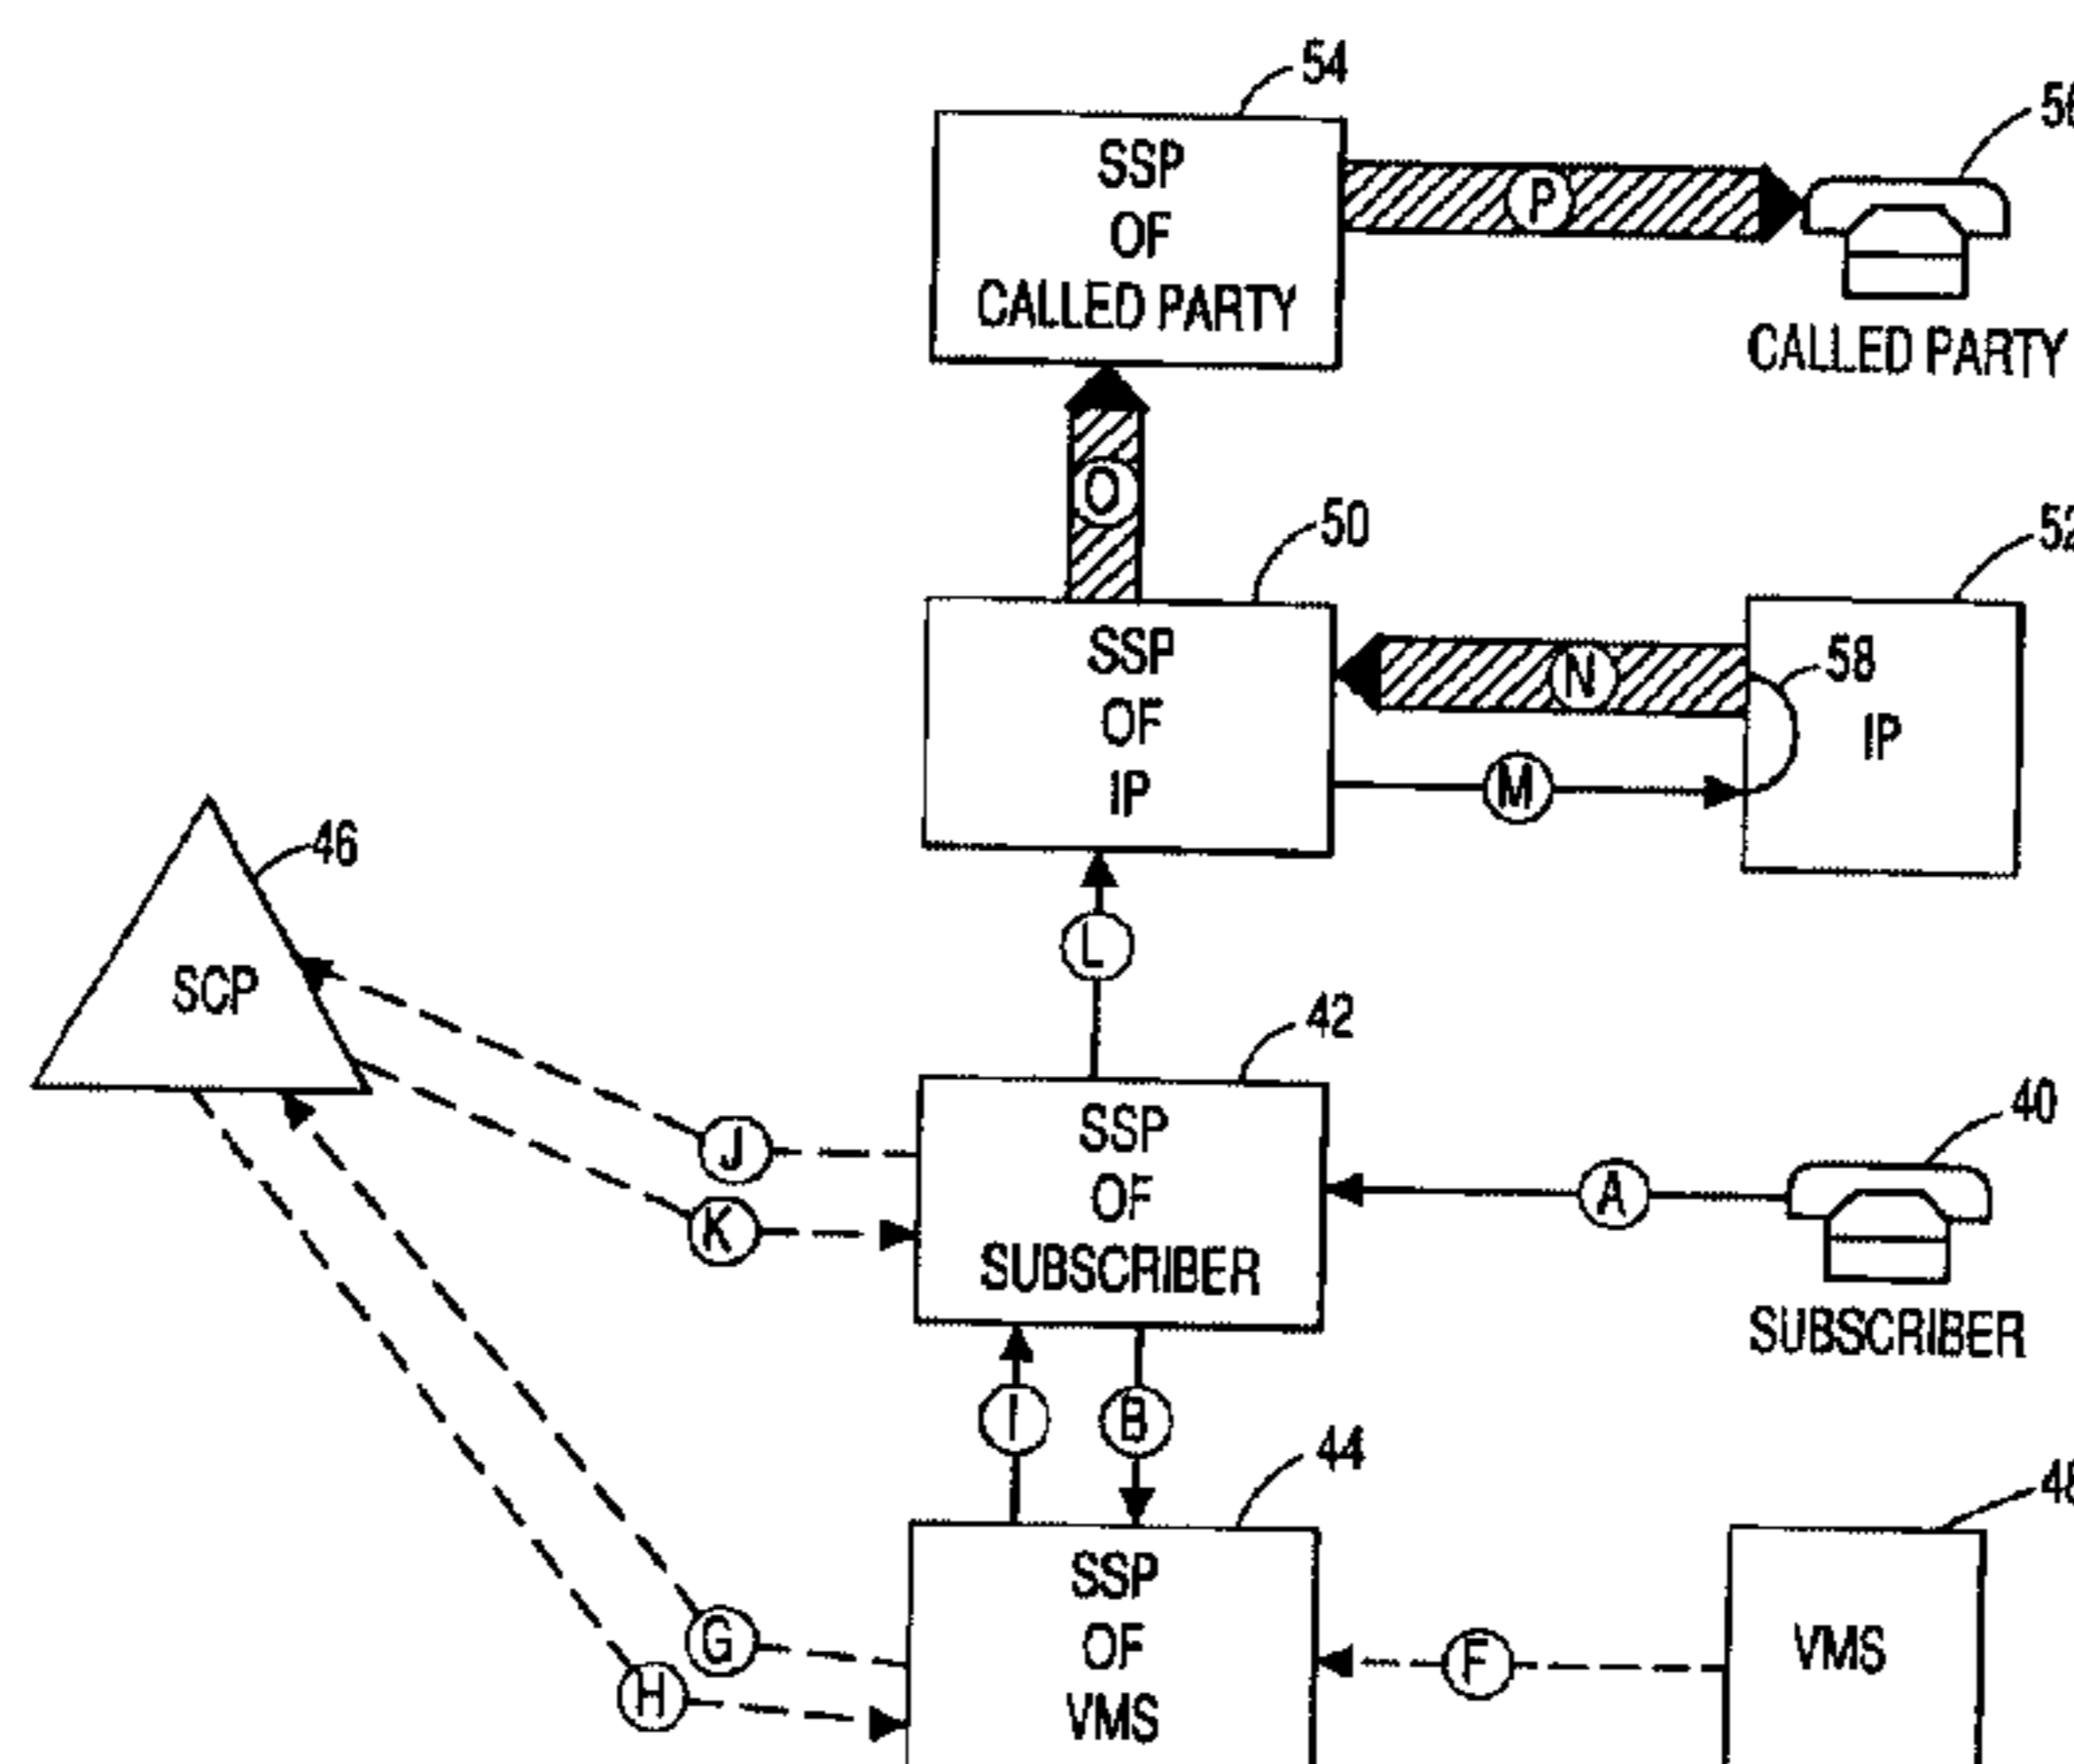 54
SSP
OF
CALLED PARTY
P
CALLED PARTY
O
50
SSP
OF
IP
N
58
IP
M
46
SCP
L
42
SSP
OF
SUBSCRIBER
J
K
A
40
SUBSCRIBER
I
B
44
SSP
OF
VMS
G
H
F
VMS